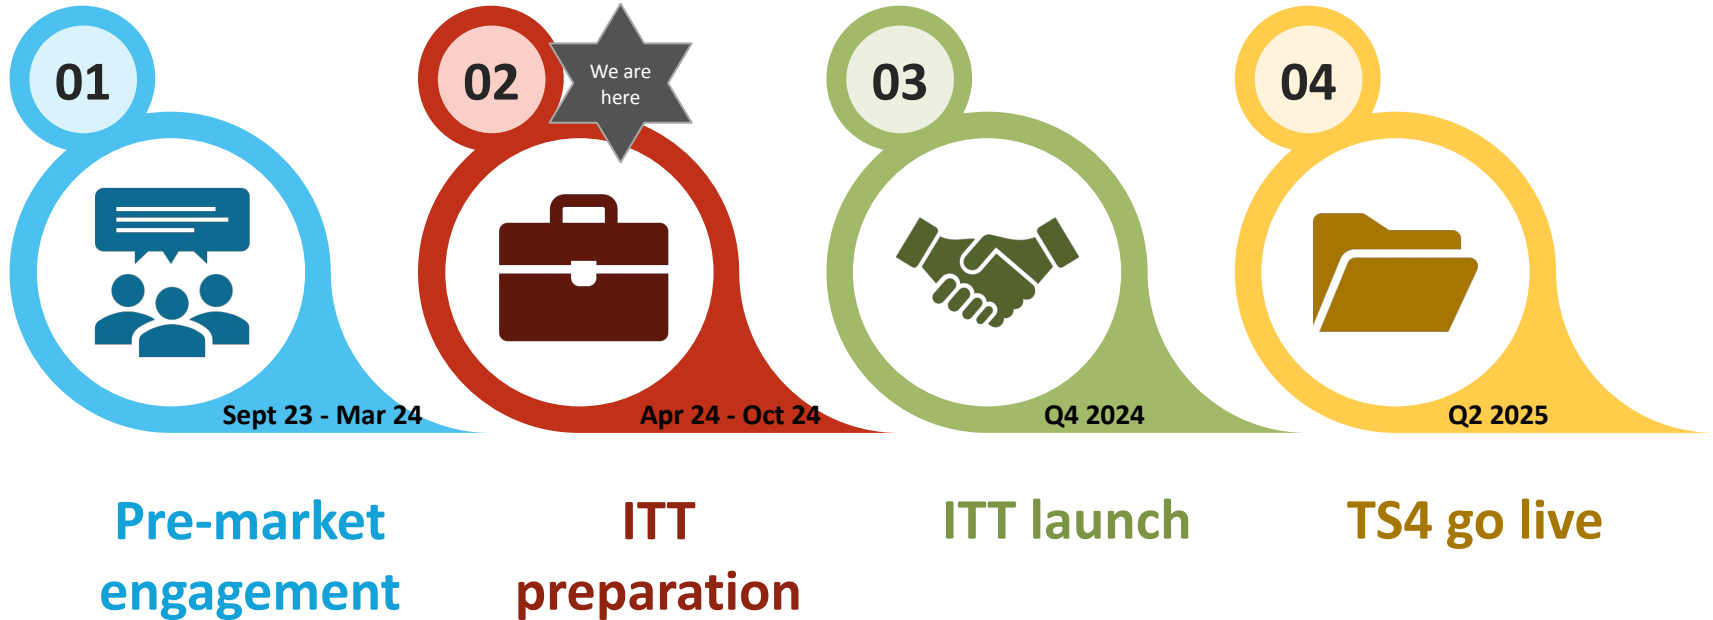 01
02
We are
here
03
04
Sept 23 - Mar 24
Apr 24 - Oct 24
Q4 2024
Q2 2025
Pre-market
engagement
ITT
preparation
ITT launch
TS4 go live